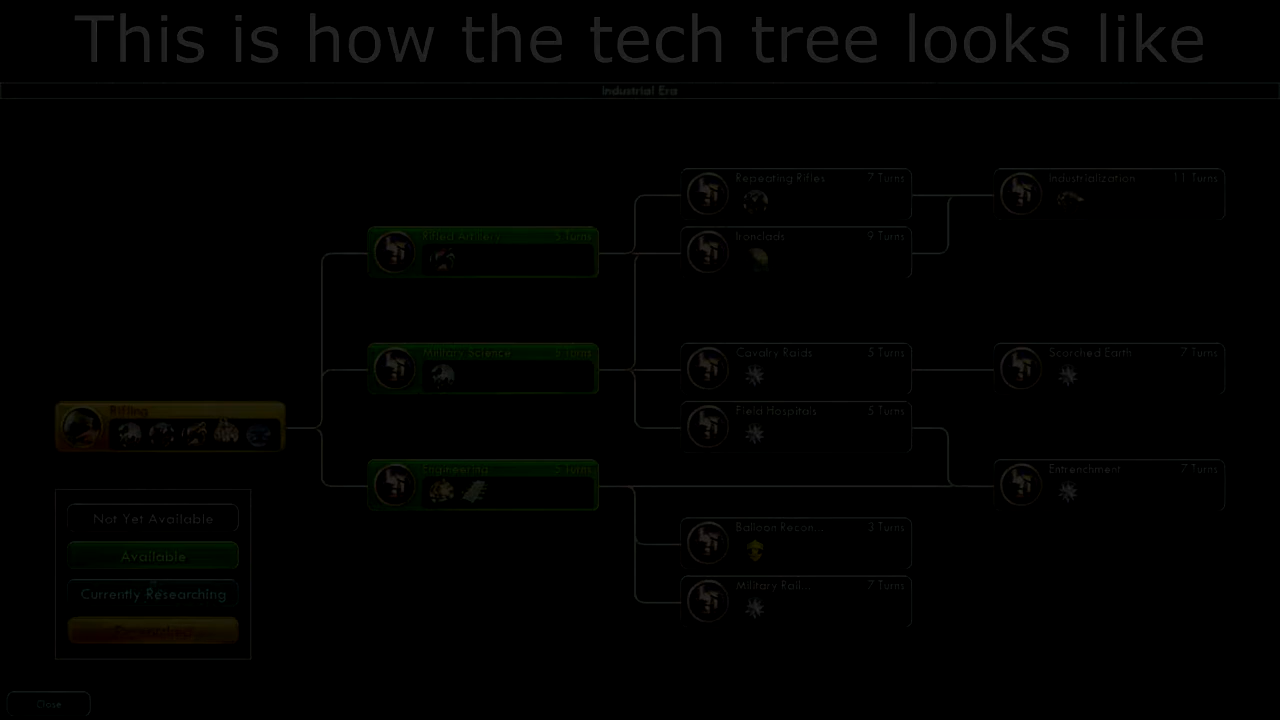 This is how the tech tree looks like
Industrial Era
Repeating Rifles 7 Turns
Industrialization 11 Turns
Rifled Artillery 5 Turns
Ironclads 9 Turns
Military Science 5 Turns
Cavalry Raids 5 Turns
Scorched Earth 7 Turns
Rifling
Field Hospitals 5 Turns
Engineering 5 Turns
Entrenchment 7 Turns
Not Yet Available
Balloon Recon... 3 Turns
Available
Military Rail... 7 Turns
Currently Researching
Researched
Close